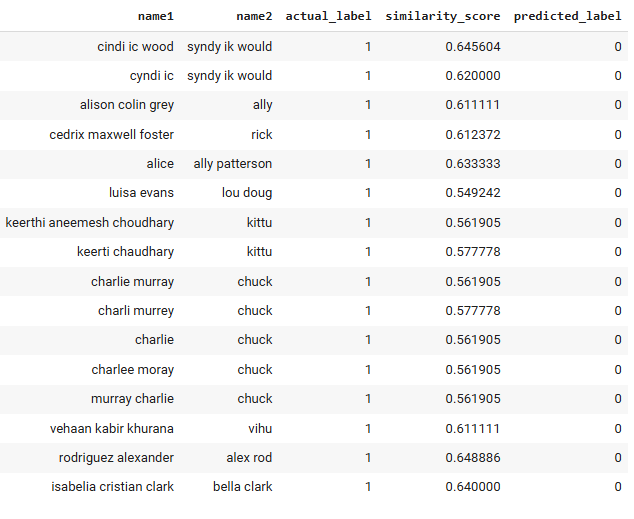 name1 name2 actual_label similarity_score predicted_label
cindi ic wood syndy ik would 1 0.645604 0
cyndi ic syndy ik would 1 0.620000 0
alison colin grey ally 1 0.611111 0
cedrix maxwell foster rick 1 0.612372 0
alice ally patterson 1 0.633333 0
luisa evans lou doug 1 0.549242 0
keerthi aneemesh choudhary kittu 1 0.561905 0
keerti chaudhary kittu 1 0.577778 0
charlie murray chuck 1 0.561905 0
charli murrey chuck 1 0.577778 0
charlie chuck 1 0.561905 0
charlee moray chuck 1 0.561905 0
murray charlie chuck 1 0.561905 0
vehaan kabir khurana vihu 1 0.611111 0
rodriguez alexander alex rod 1 0.648886 0
isabelia cristian clark bella clark 1 0.640000 0